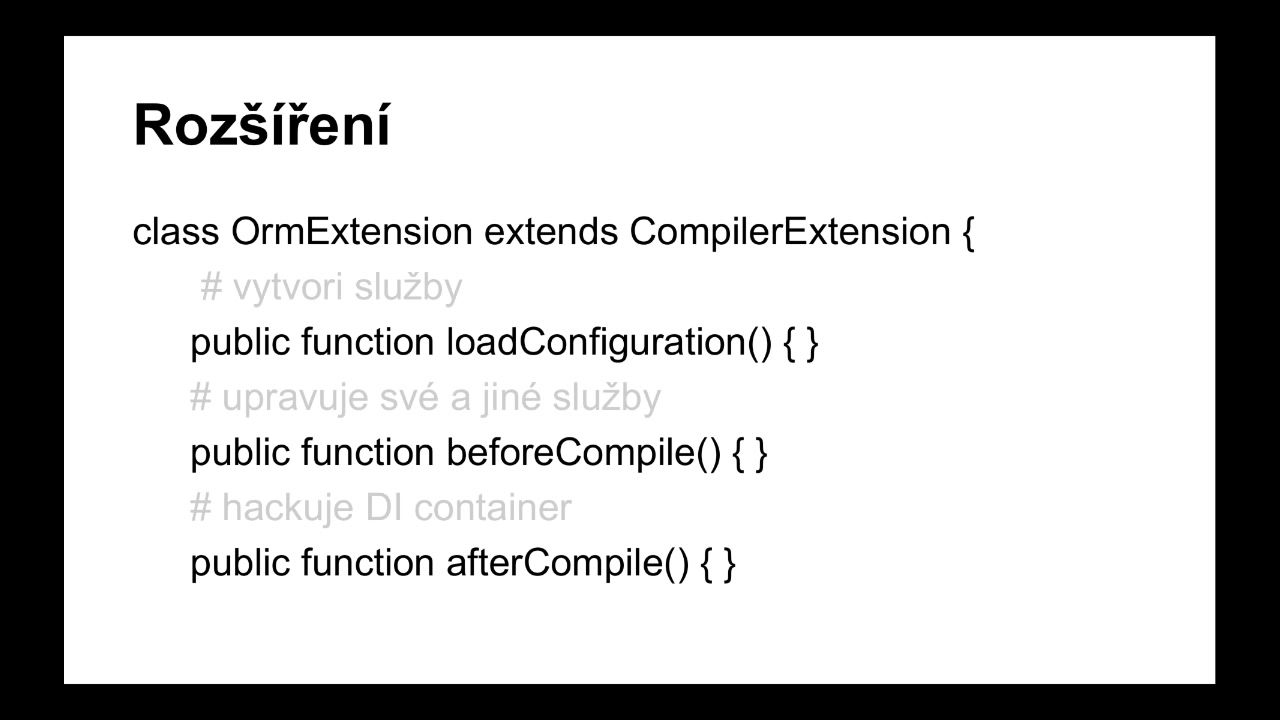 Rozšíření
class OrmExtension extends CompilerExtension {
# vytvori služby
public function loadConfiguration() { }
# upravuje své a jiné služby
public function beforeCompile() { }
# hackuje DI container
public function afterCompile() { }